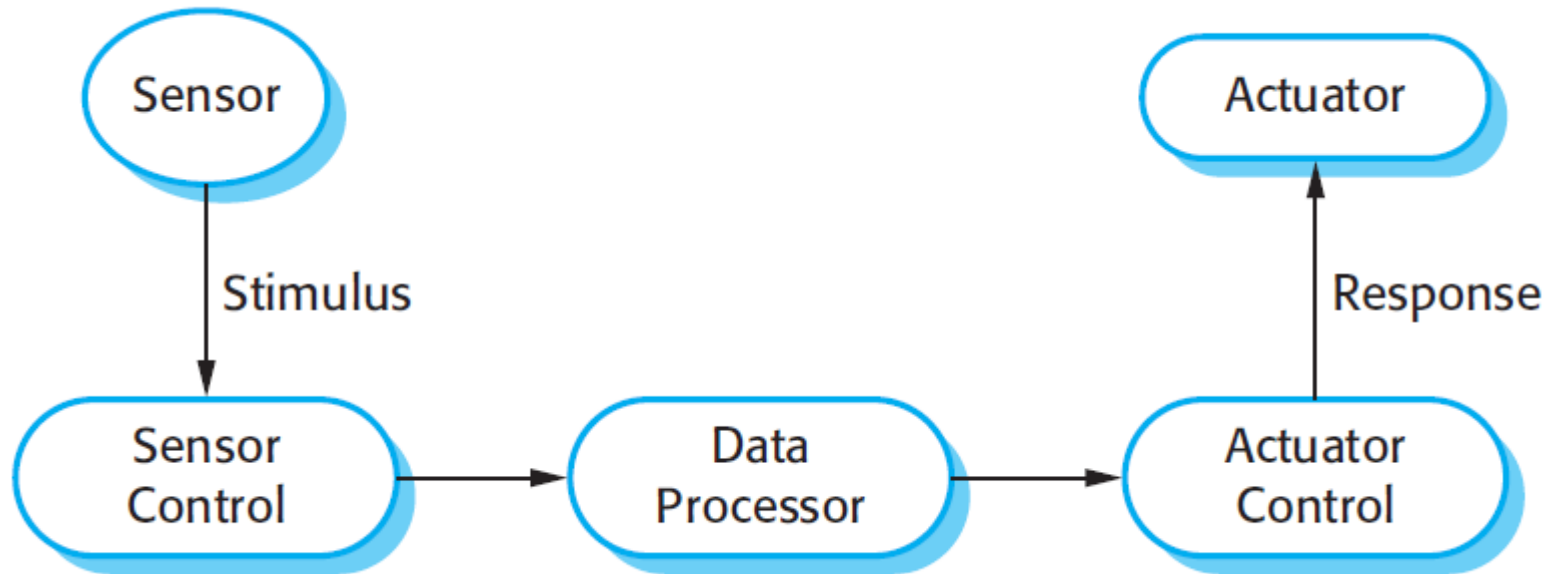 Sensor
Actuator
Stimulus
Response
Sensor
Control
Data
Processor
Actuator
Control